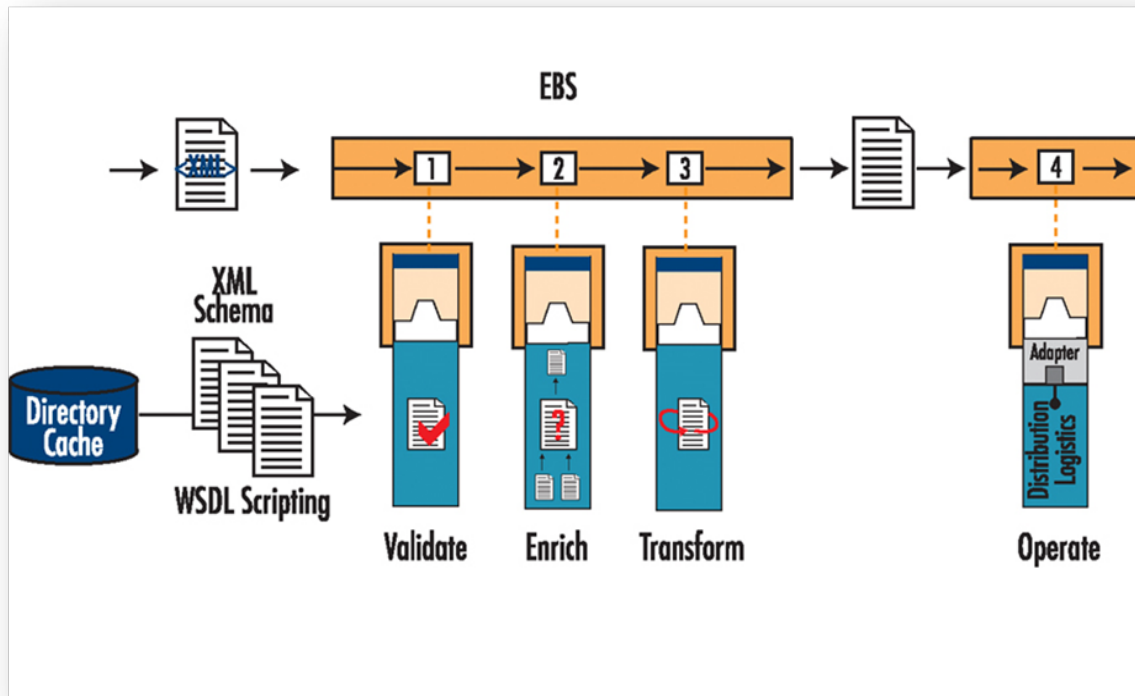 EBS
<XML>
1
2
3
4
XML
Schema
Directory
Cache
WSDL Scripting
?
Adapter
Distribution
Logistics
Validate
Enrich
Transform
Operate